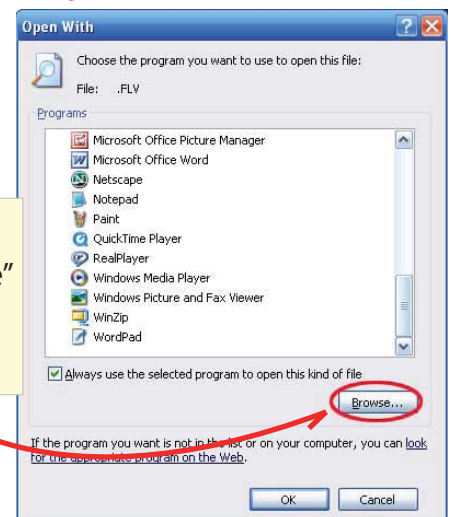 Open With
Choose the program you want to use to open this file:
File: .FLV
Programs
Microsoft Office Picture Manager
Microsoft Office Word
Netscape
Notepad
Paint
QuickTime Player
RealPlayer
Windows Media Player
Windows Picture and Fax Viewer
WinZip
WordPad
Always use the selected program to open this kind of file
Browse...
If the program you want is not in the list or on your computer, you can look
for the appropriate program on the Web.
OK Cancel